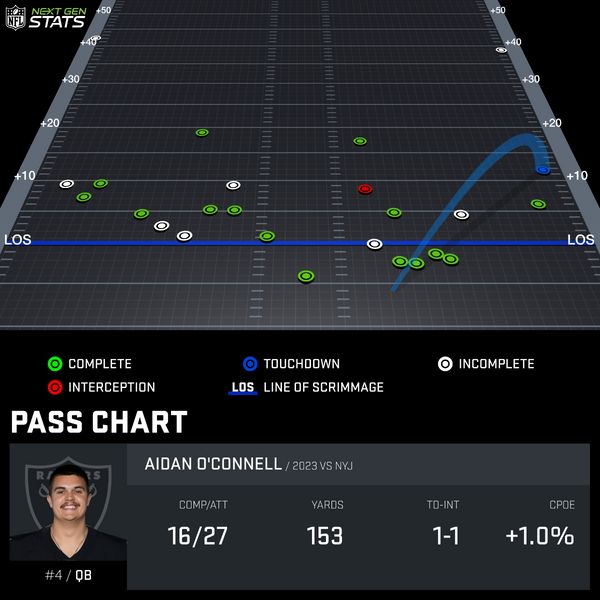 NFL NEXT GEN STATS
+50 +50
+40 +40
+30 +30
+20 +20
+10 +10
LOS LOS
COMPLETE TOUCHDOWN INCOMPLETE
INTERCEPTION LOS LINE OF SCRIMMAGE
PASS CHART
RAIDERS
AIDAN O'CONNELL / 2023 VS NYJ
COMP/ATT YARDS TD-INT CPOE
16/27 153 1-1 +1.0%
#4 / QB